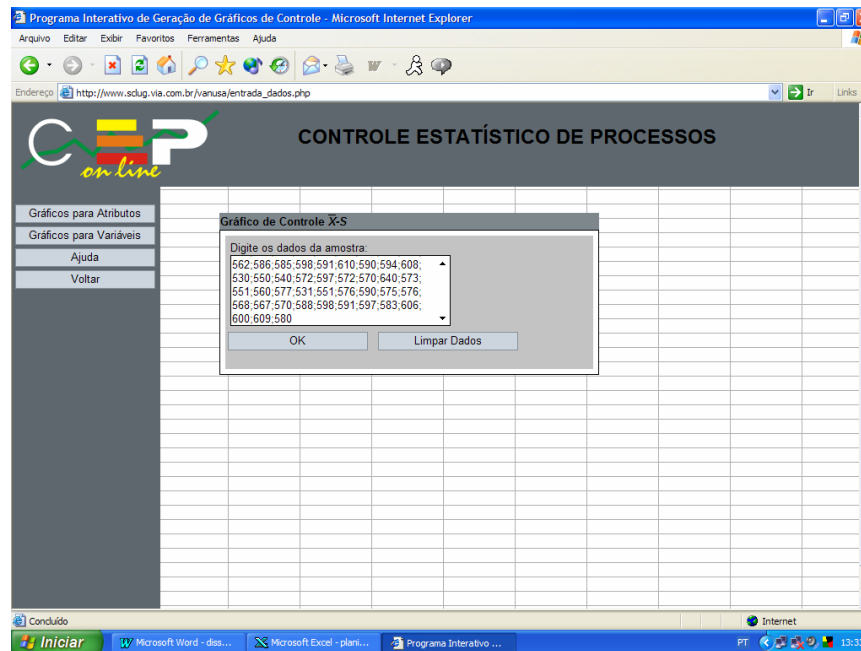 Programa Interativo de Geração de Gráficos de Controle - Microsoft Internet Explorer
Arquivo Editar Exibir Favoritos Ferramentas Ajuda
Endereço http://www.sclug.via.com.br/vanusa/entrada_dados.php Ir Links
CEP
on line
CONTROLE ESTATÍSTICO DE PROCESSOS
Gráficos para Atributos
Gráficos para Variáveis
Ajuda
Voltar
Gráfico de Controle X̅-S
Digite os dados da amostra:
562;586;585;598;591;610;590;594;608;
530;550;540;572;597;572;570;640;573;
551;560;577;531;551;576;590;575;576;
568;567;570;588;598;591;597;583;606;
600;609;580
OK Limpar Dados
Concluído Internet
Iniciar Microsoft Word - diss... Microsoft Excel - plani... Programa Interativo ... PT